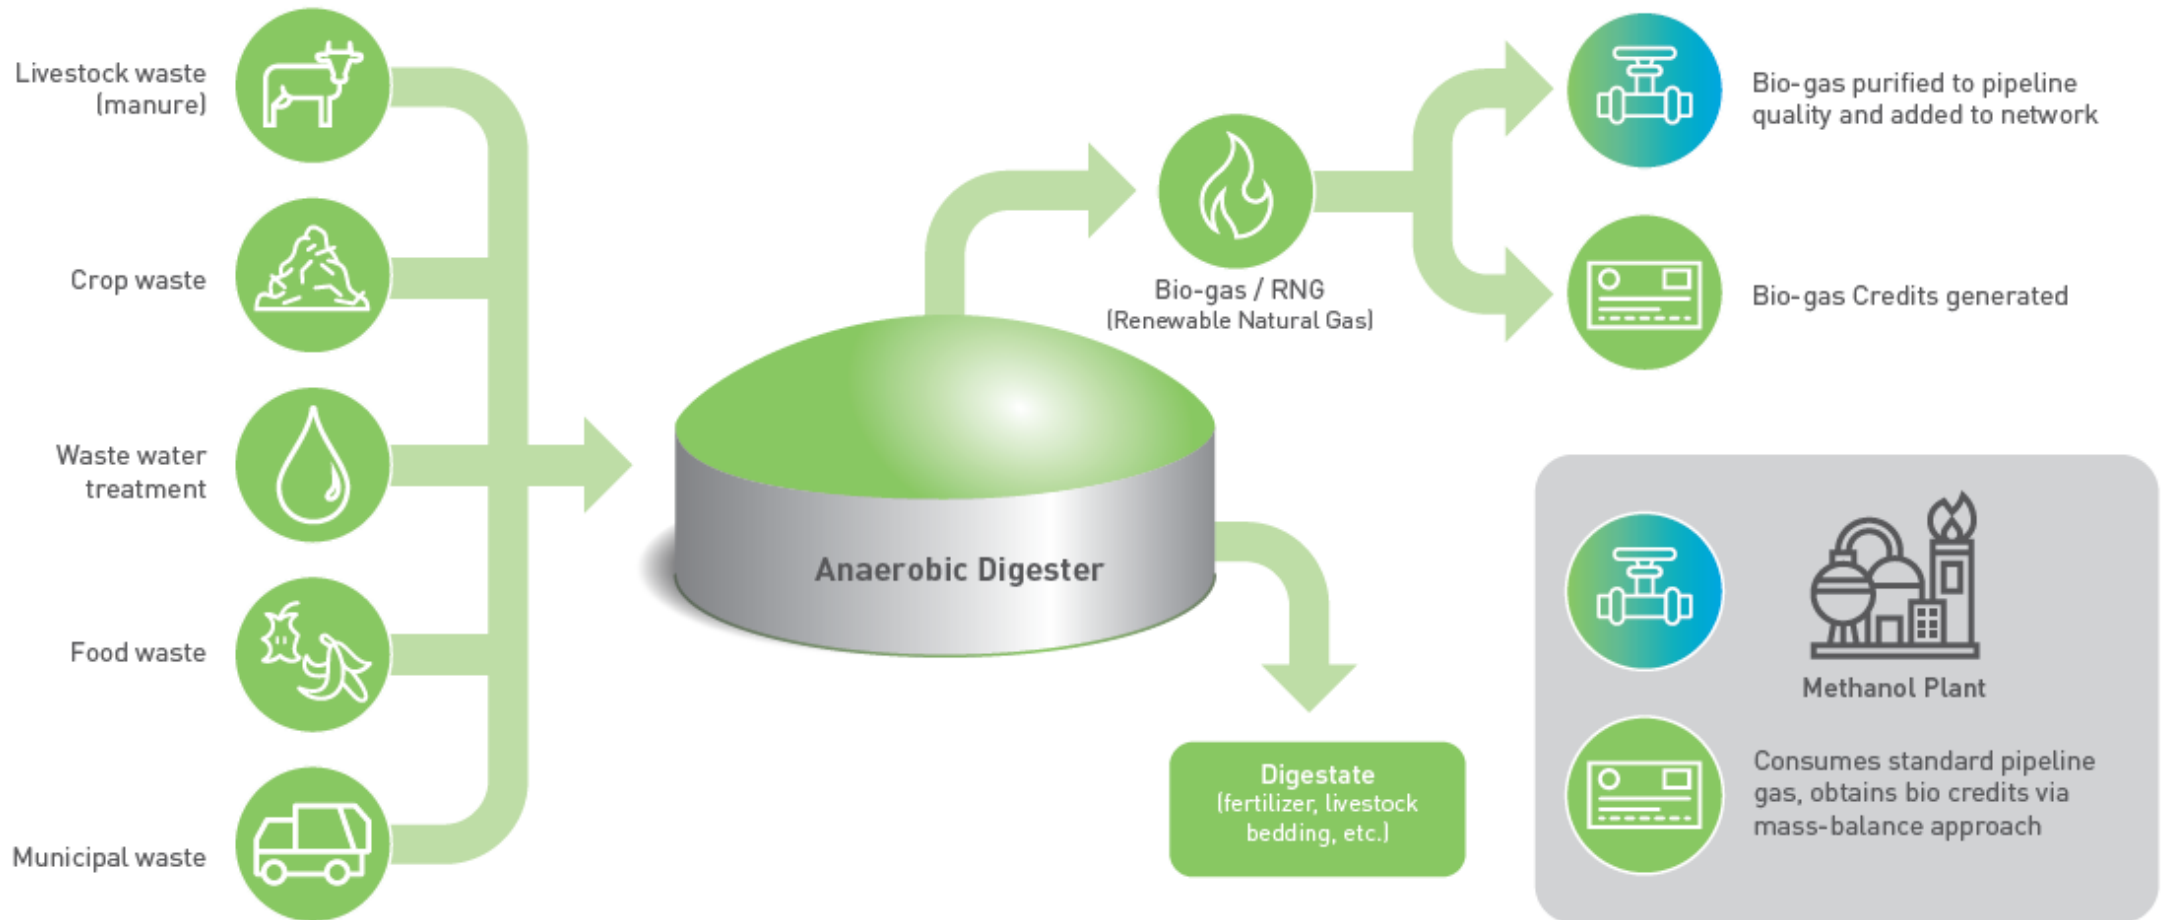 Livestock waste
(manure)
Crop waste
Waste water
treatment
Food waste
Municipal waste
Anaerobic Digester
Bio-gas / RNG
(Renewable Natural Gas)
Bio-gas purified to pipeline
quality and added to network
Bio-gas Credits generated
Digestate
(fertilizer, livestock
bedding, etc.)
Methanol Plant
Consumes standard pipeline
gas, obtains bio credits via
mass-balance approach